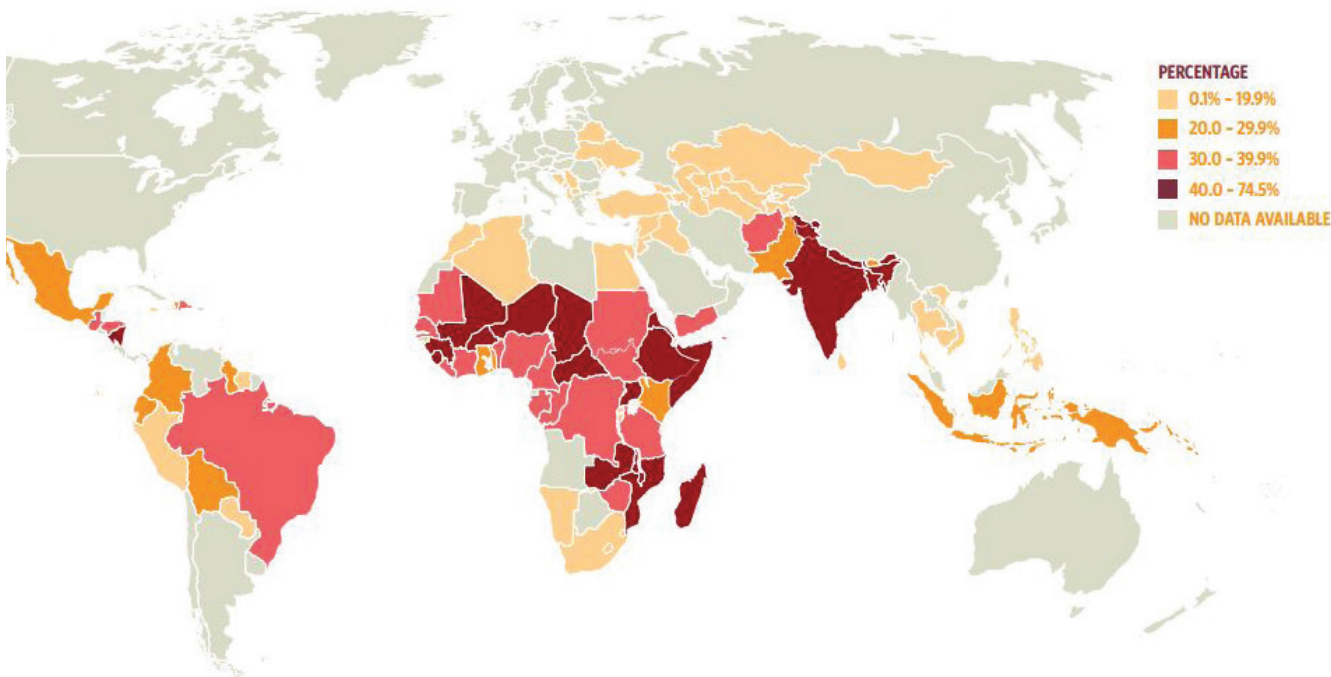 PERCENTAGE
0.1% - 19.9%
20.0 - 29.9%
30.0 - 39.9%
40.0 - 74.5%
NO DATA AVAILABLE